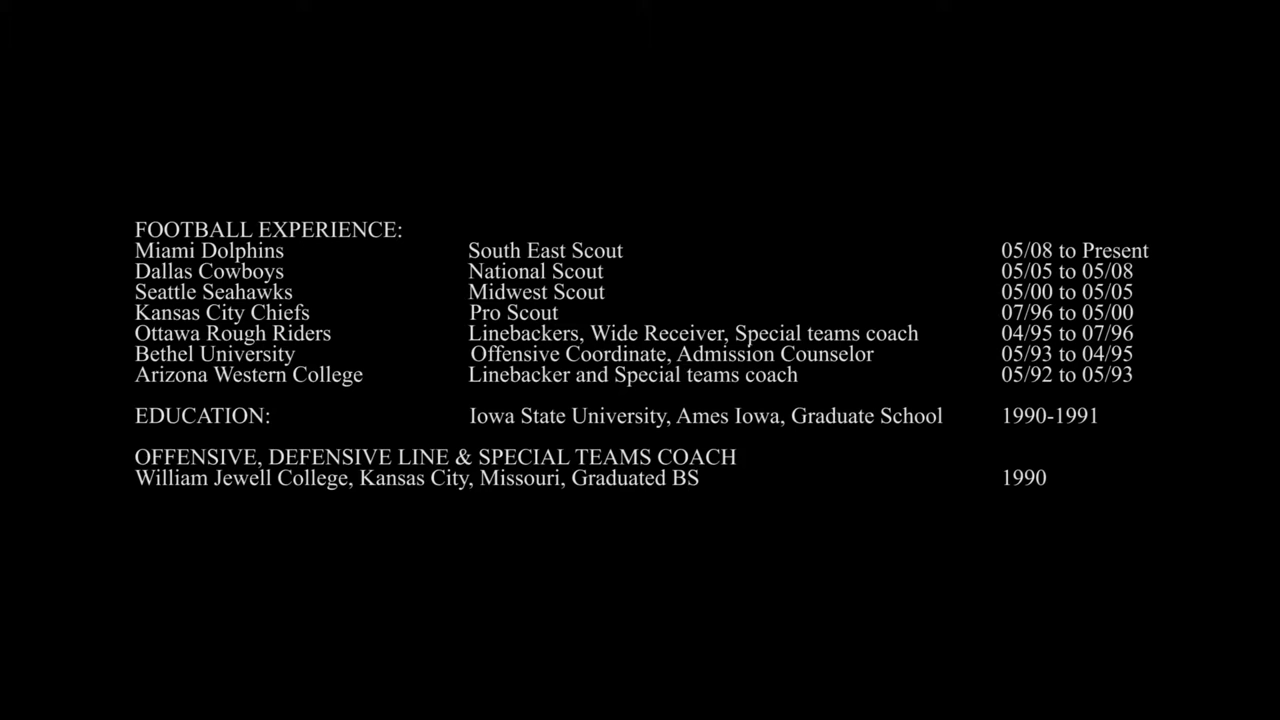 FOOTBALL EXPERIENCE:
Miami Dolphins South East Scout 05/08 to Present
Dallas Cowboys National Scout 05/05 to 05/08
Seattle Seahawks Midwest Scout 05/00 to 05/05
Kansas City Chiefs Pro Scout 07/96 to 05/00
Ottawa Rough Riders Linebackers, Wide Receiver, Special teams coach 04/95 to 07/96
Bethel University Offensive Coordinate, Admission Counselor 05/93 to 04/95
Arizona Western College Linebacker and Special teams coach 05/92 to 05/93
EDUCATION: Iowa State University, Ames Iowa, Graduate School 1990-1991
OFFENSIVE, DEFENSIVE LINE & SPECIAL TEAMS COACH
William Jewell College, Kansas City, Missouri, Graduated BS 1990